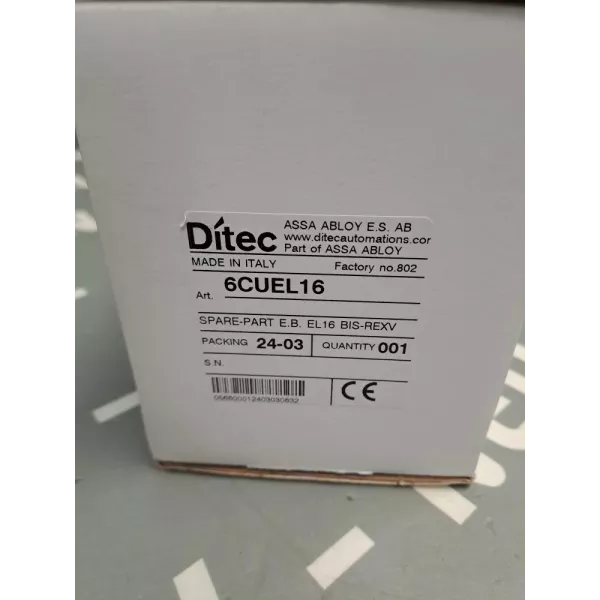 Ditec
ASSA ABLOY E.S. AB
www.ditecautomations.cor
Part of ASSA ABLOY
MADE IN ITALY Factory no.802
Art. 6CUEL16
SPARE-PART E.B. EL16 BIS-REXV
PACKING 24-03 QUANTITY 001
S.N.
CE